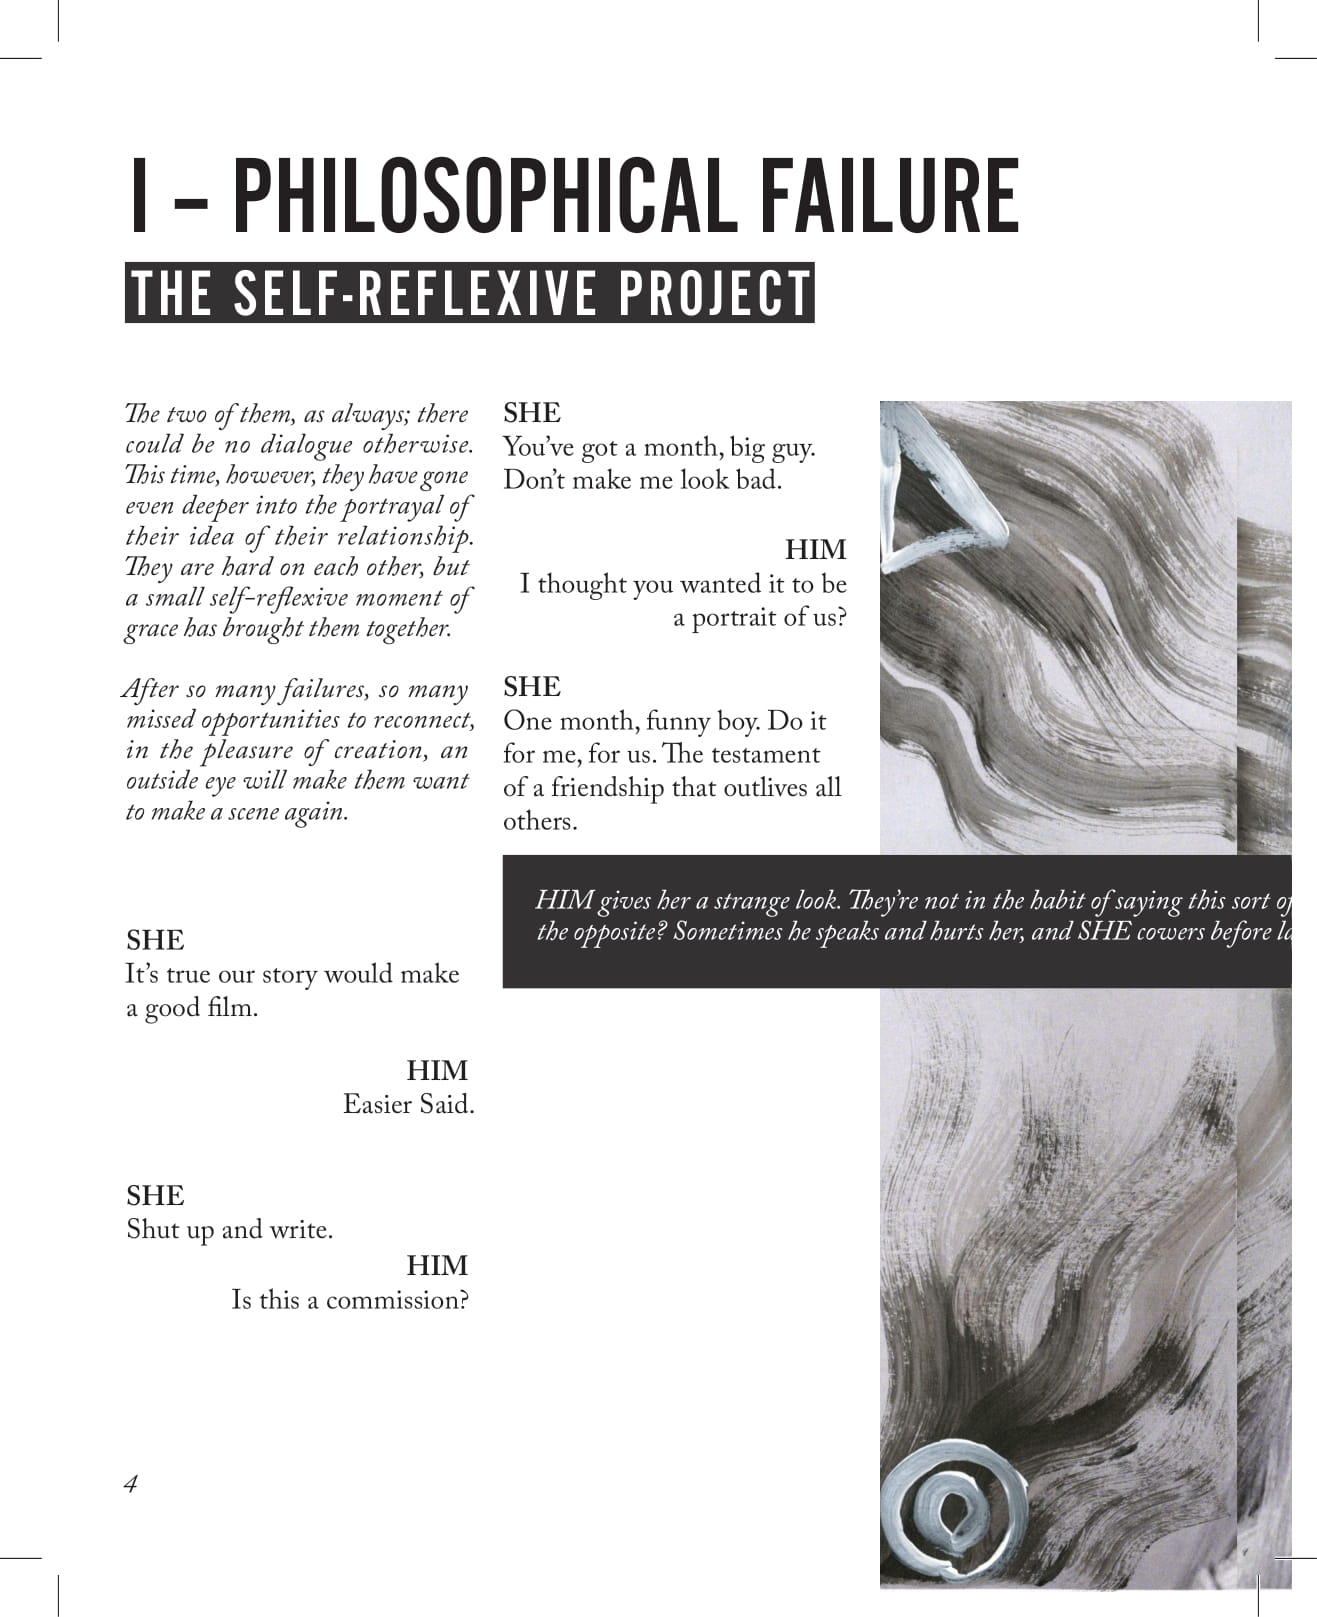 I – PHILOSOPHICAL FAILURE
THE SELF-REFLEXIVE PROJECT
The two of them, as always; there
could be no dialogue otherwise.
This time, however, they have gone
even deeper into the portrayal of
their idea of their relationship.
They are hard on each other, but
a small self-reflexive moment of
grace has brought them together.
After so many failures, so many
missed opportunities to reconnect,
in the pleasure of creation, an
outside eye will make them want
to make a scene again.
SHE
It’s true our story would make
a good film.
HIM
Easier Said.
SHE
Shut up and write.
HIM
Is this a commission?
SHE
You’ve got a month, big guy.
Don’t make me look bad.
HIM
I thought you wanted it to be
a portrait of us?
SHE
One month, funny boy. Do it
for me, for us. The testament
of a friendship that outlives all
others.
HIM gives her a strange look. They’re not in the habit of saying this sort
the opposite? Sometimes he speaks and hurts her, and SHE cowers before
4